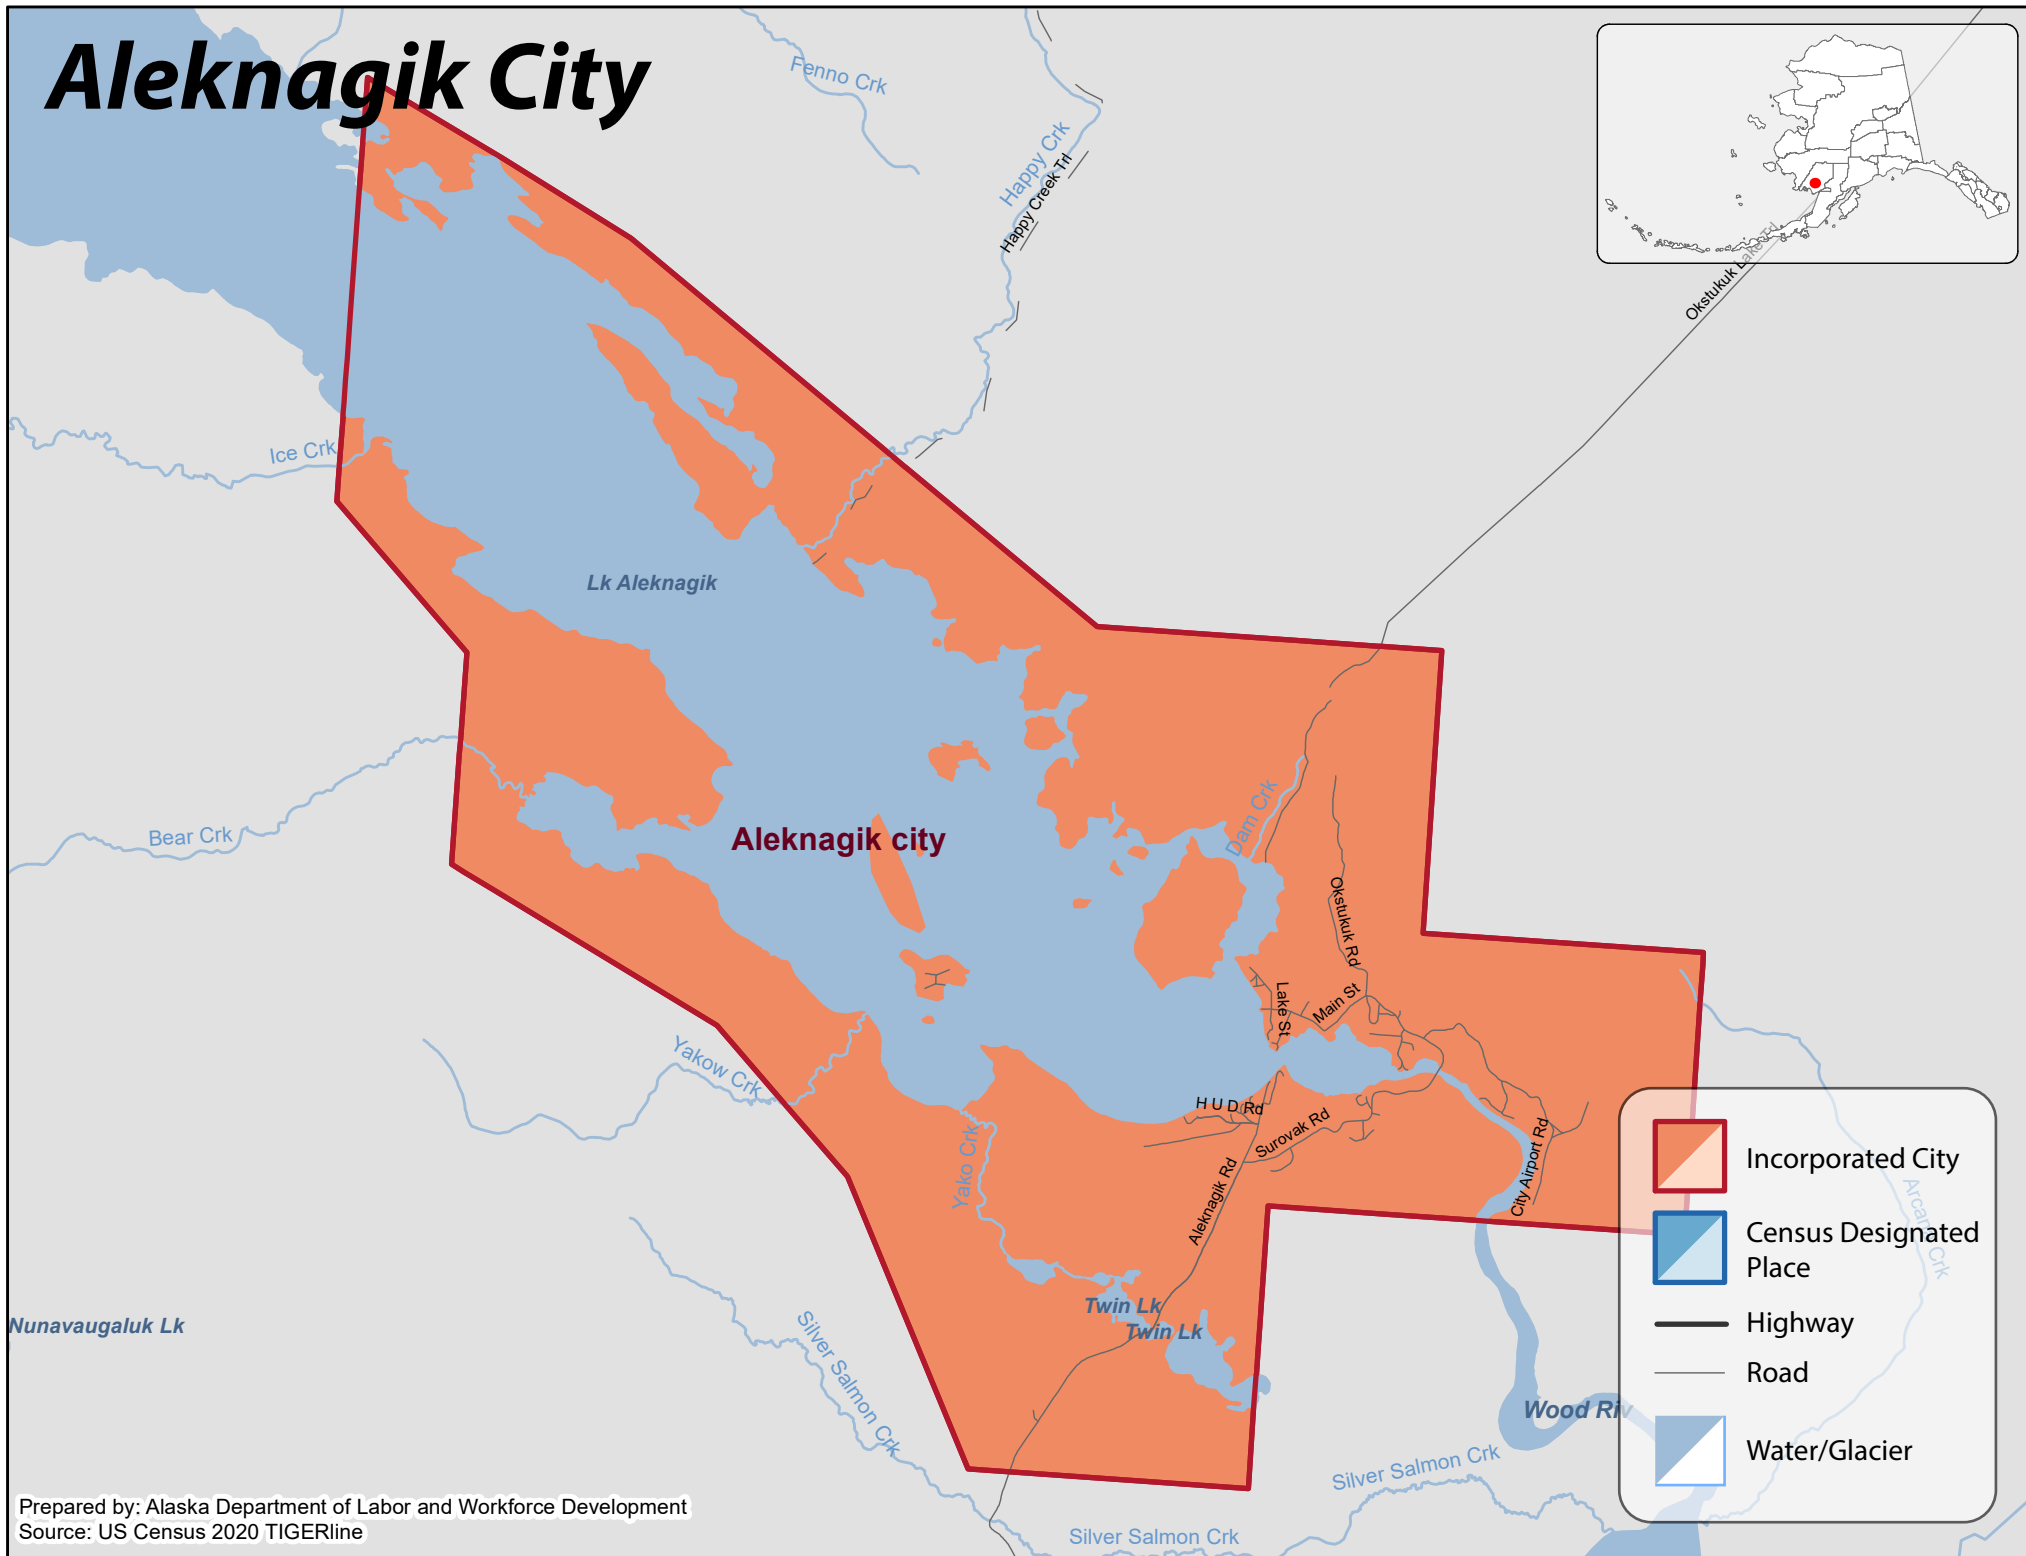 Aleknagik City
Fenno Crk
Happy Crk
Happy Creek Trl
Okstukuk Lake Trl
Ice Crk
Lk Aleknagik
Bear Crk
Aleknagik city
Dam Crk
Okstukuk Rd
Lake St
Main St
Yakow Crk
H U D Rd
Surovak Rd
Yako Crk
Aleknagik Rd
City Airport Rd
Twin Lk
Twin Lk
Nunavaugaluk Lk
Silver Salmon Crk
Wood Riv
Silver Salmon Crk
Silver Salmon Crk
Incorporated City
Census Designated
Place
Highway
Road
Water/Glacier
Prepared by: Alaska Department of Labor and Workforce Development
Source: US Census 2020 TIGERline